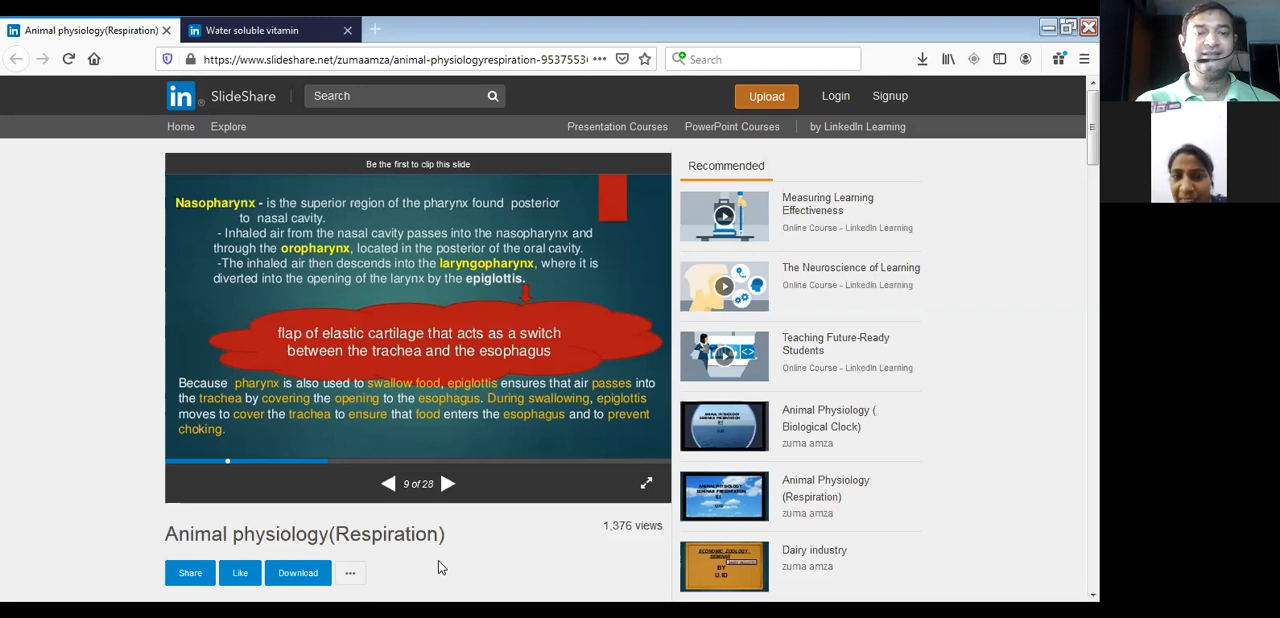 Animal physiology(Respiration)
Water soluble vitamin
https://www.slideshare.net/zumaamza/animal-physiologyrespiration-95375536
Search
in SlideShare
Search
Upload
Login
Signup
Home
Explore
Presentation Courses
PowerPoint Courses
by LinkedIn Learning
Be the first to clip this slide
Nasopharynx - is the superior region of the pharynx found posterior
to nasal cavity.
- Inhaled air from the nasal cavity passes into the nasopharynx and
through the oropharynx, located in the posterior of the oral cavity.
-The inhaled air then descends into the laryngopharynx, where it is
diverted into the opening of the larynx by the epiglottis.
flap of elastic cartilage that acts as a switch
between the trachea and the esophagus
Because pharynx is also used to swallow food, epiglottis ensures that air passes into
the trachea by covering the opening to the esophagus. During swallowing, epiglottis
moves to cover the trachea to ensure that food enters the esophagus and to prevent
choking.
9 of 28
Animal physiology(Respiration)
1,376 views
Share
Like
Download
Recommended
Measuring Learning
Effectiveness
Online Course - LinkedIn Learning
The Neuroscience of Learning
Online Course - LinkedIn Learning
Teaching Future-Ready
Students
Online Course - LinkedIn Learning
Animal Physiology (
Biological Clock)
zuma amza
Animal Physiology
(Respiration)
zuma amza
ECONOMIC ZOOLOGY
SEMINAR
BY
U.ID
Dairy industry
zuma amza